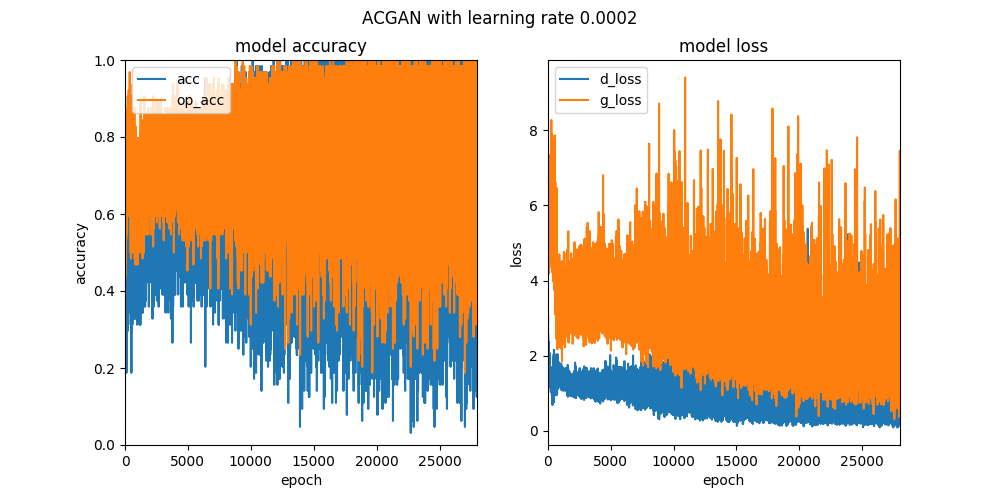 ACGAN with learning rate 0.0002
model accuracy
acc
op_acc
accuracy
1.0
0.8
0.6
0.4
0.2
0.0
0
5000
10000
15000
20000
25000
epoch
model loss
d_loss
g_loss
loss
8
6
4
2
0
0
5000
10000
15000
20000
25000
epoch